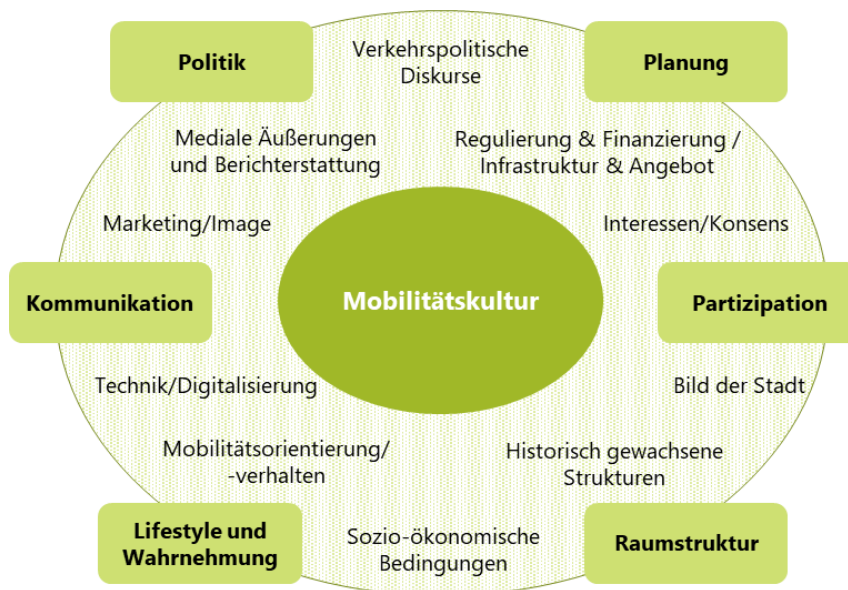 Politik
Verkehrspolitische
Diskurse
Planung
Mediale Äußerungen
und Berichterstattung
Regulierung & Finanzierung /
Infrastruktur & Angebot
Marketing/Image
Interessen/Konsens
Kommunikation
Mobilitätskultur
Partizipation
Technik/Digitalisierung
Bild der Stadt
Mobilitätsorientierung/
-verhalten
Historisch gewachsene
Strukturen
Lifestyle und
Wahrnehmung
Sozio-ökonomische
Bedingungen
Raumstruktur